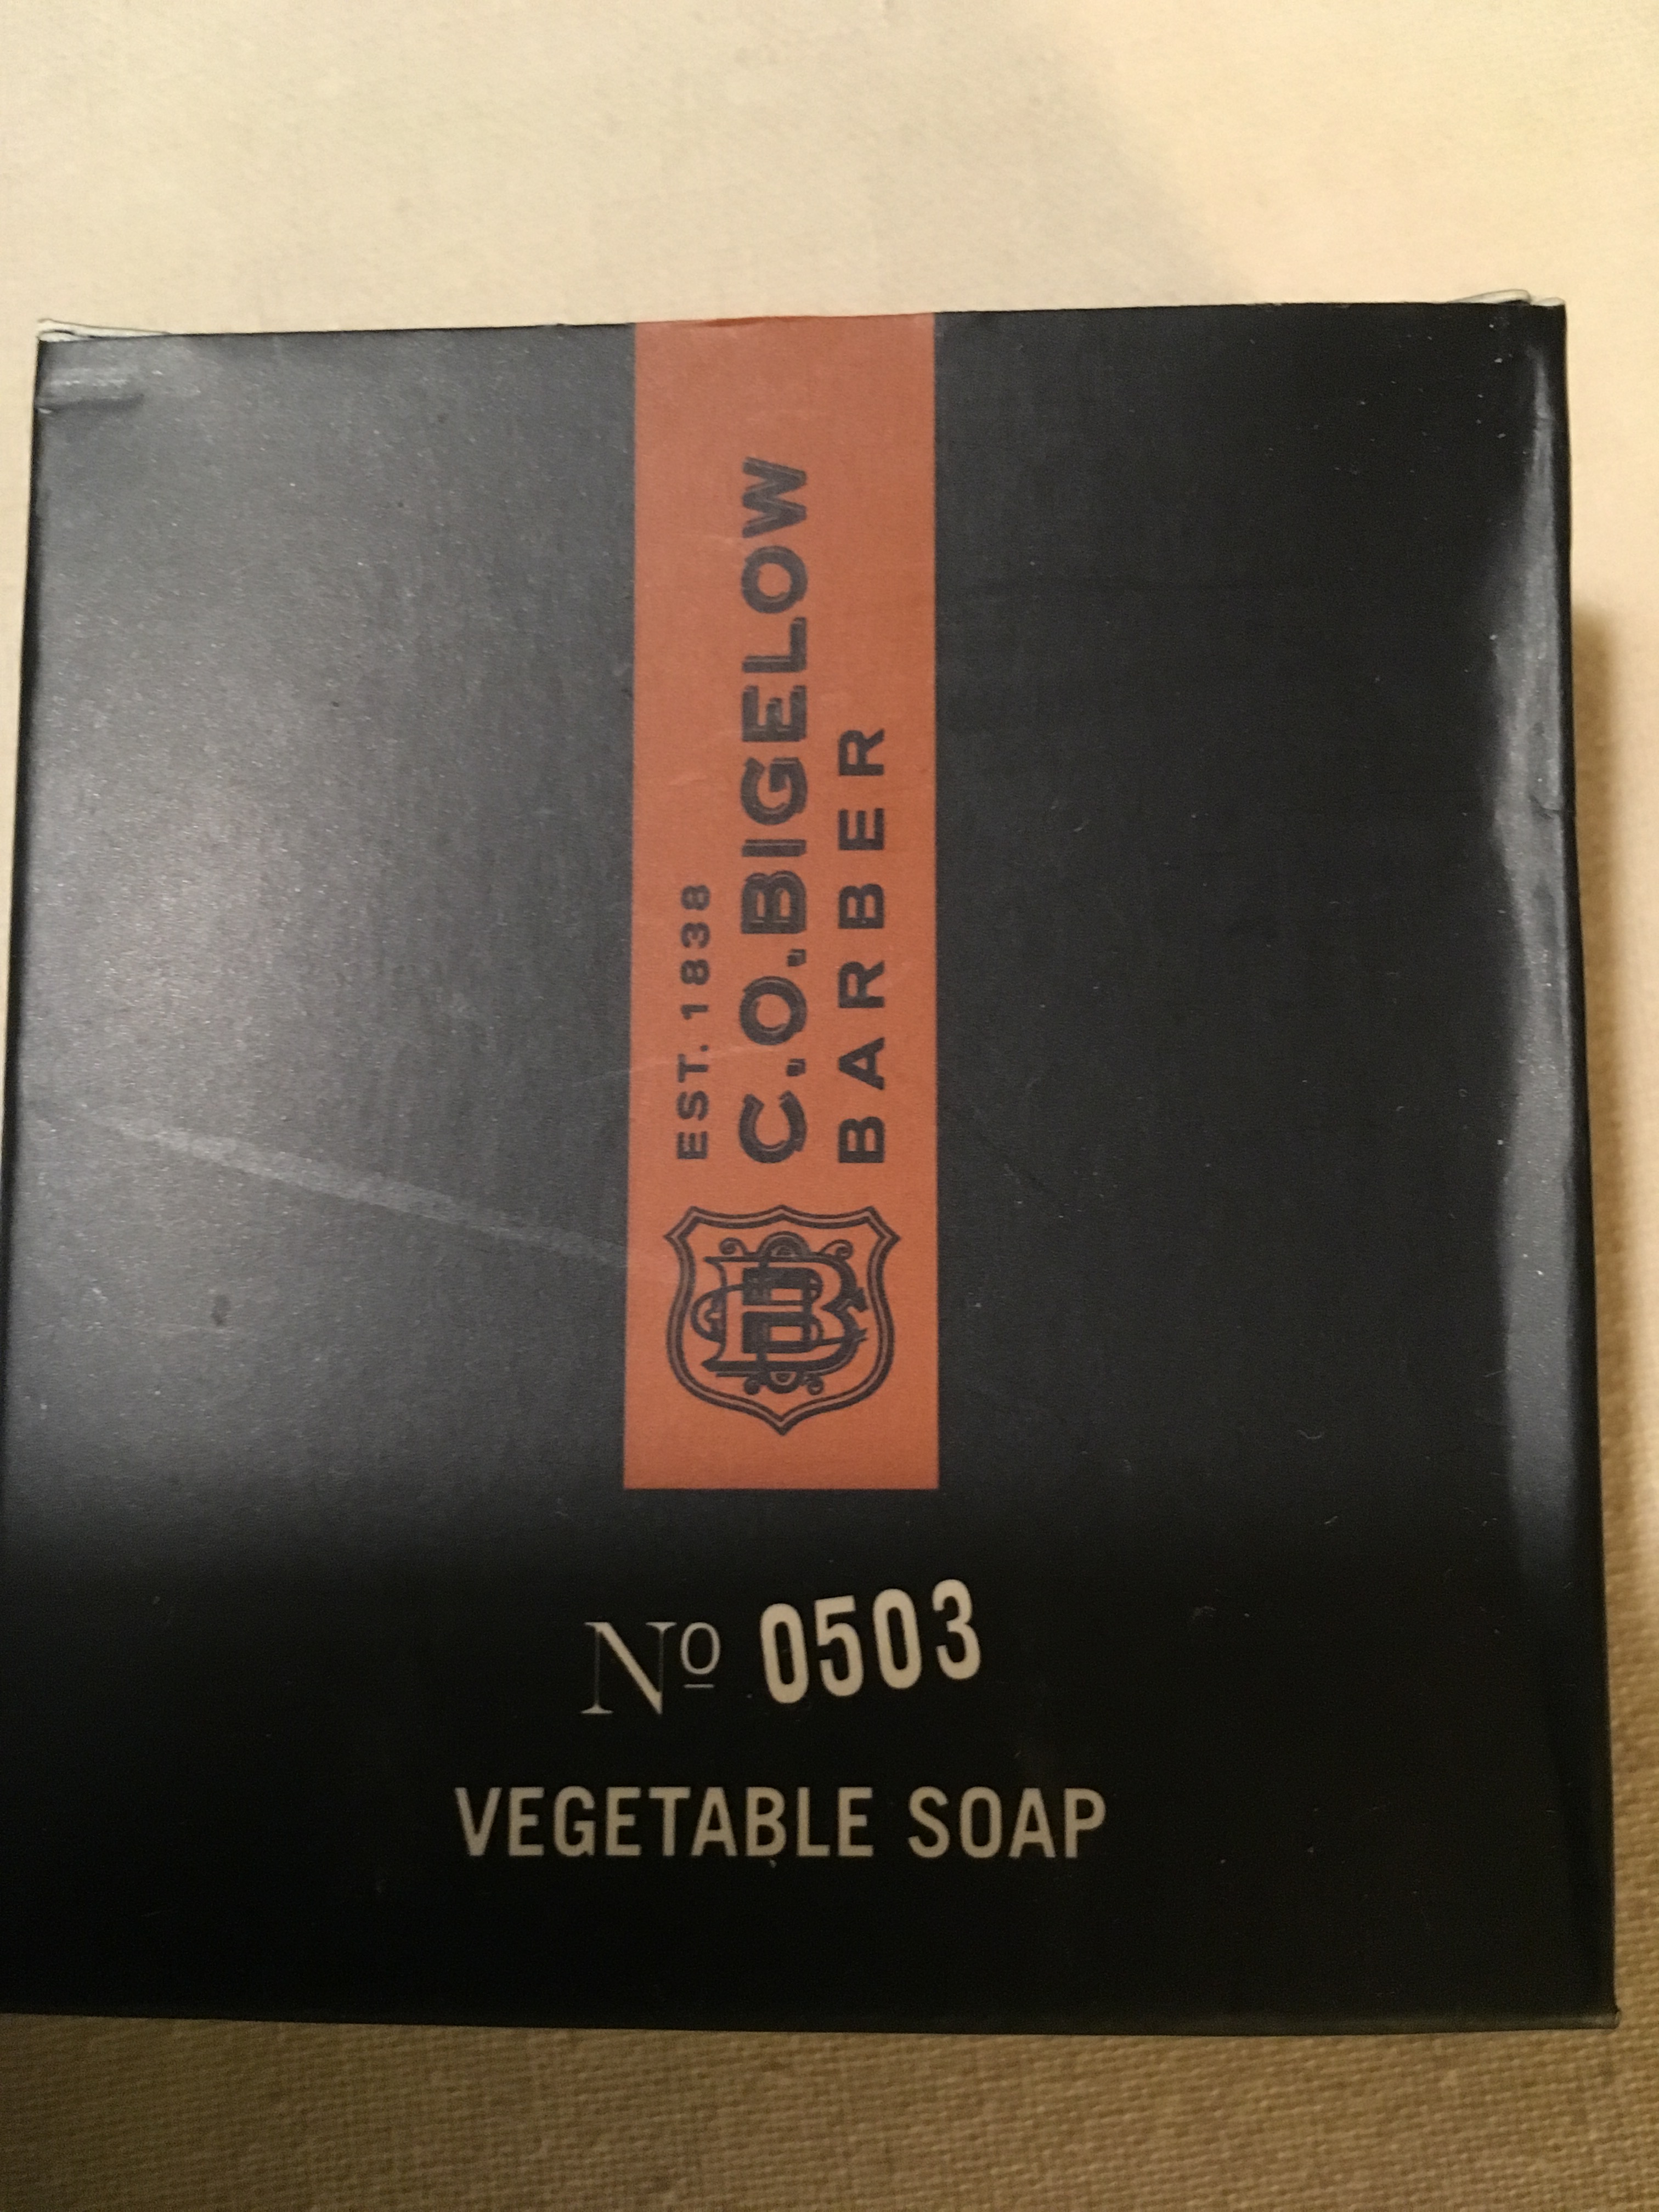 EST. 1838
C.O.BIGELOW
BARBER
Nº 0503
VEGETABLE SOAP